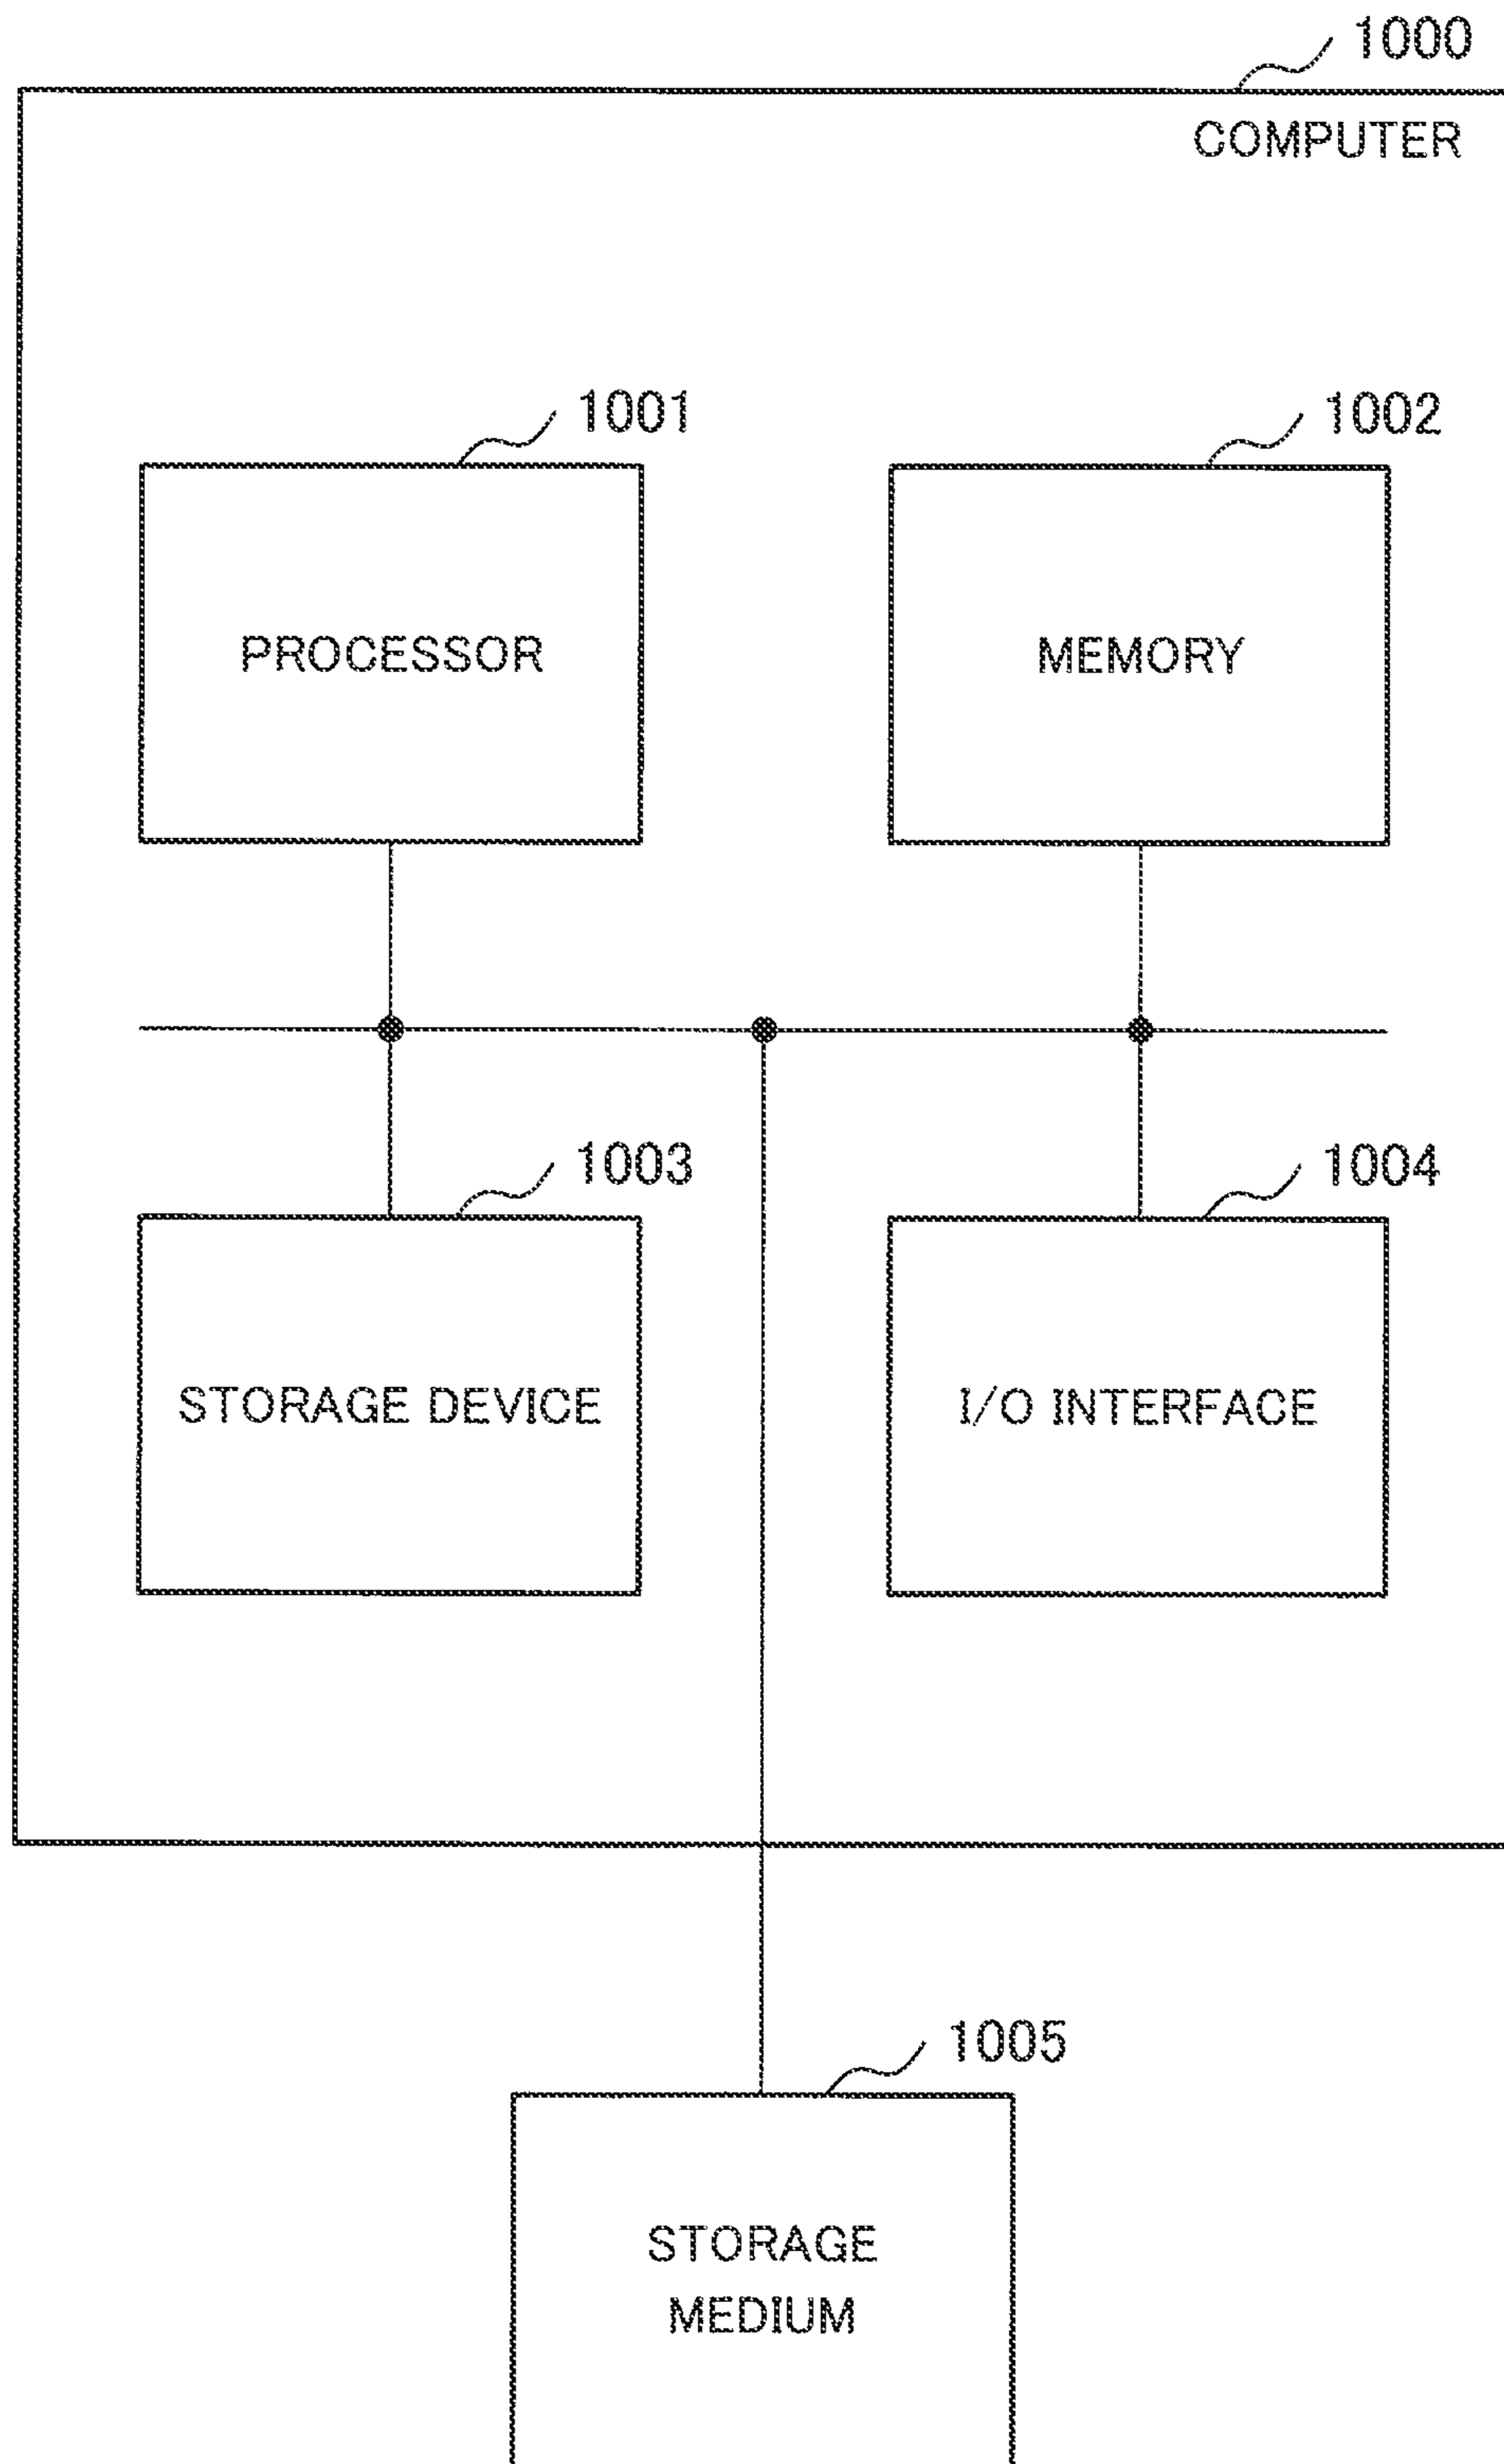 1000
COMPUTER
1001
1002
PROCESSOR
MEMORY
1003
1004
STORAGE DEVICE
I/O INTERFACE
1005
STORAGE
MEDIUM